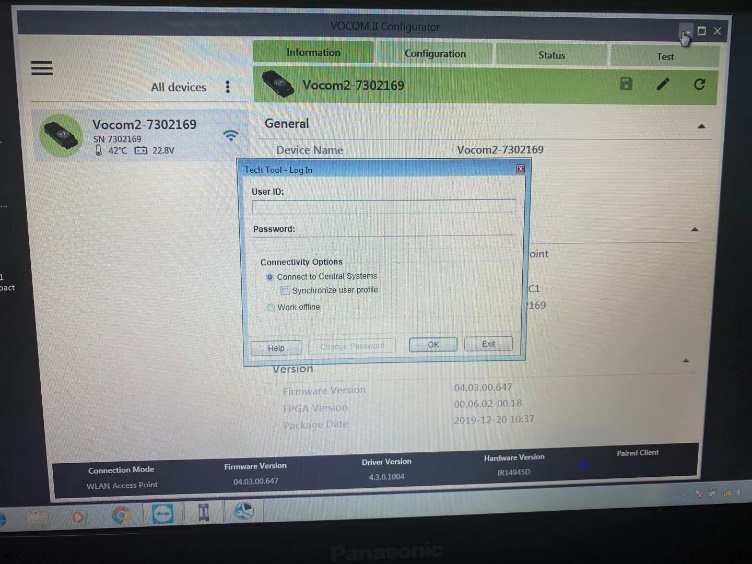 VOCOM II Configurator
Information
Configuration
Status
Test
All devices
Vocom2-7302169
Vocom2-7302169
SN 7302169
42°C 22.8V
General
Device Name
Vocom2-7302169
Tech Tool - Log In
User ID:
Password:
Connectivity Options
Connect to Central Systems
Synchronize user profile
Work offline
Help
Change Password
OK
Exit
oint
C1
169
1
pact
Version
Firmware Version
04.03.00.647
FPGA Version
00.06.02-00.18
Package Date
2019-12-20 10:37
Connection Mode
WLAN Access Point
Firmware Version
04.03.00.647
Driver Version
4.3.0.1004
Hardware Version
IR14945D
Paired Client
Panasonic